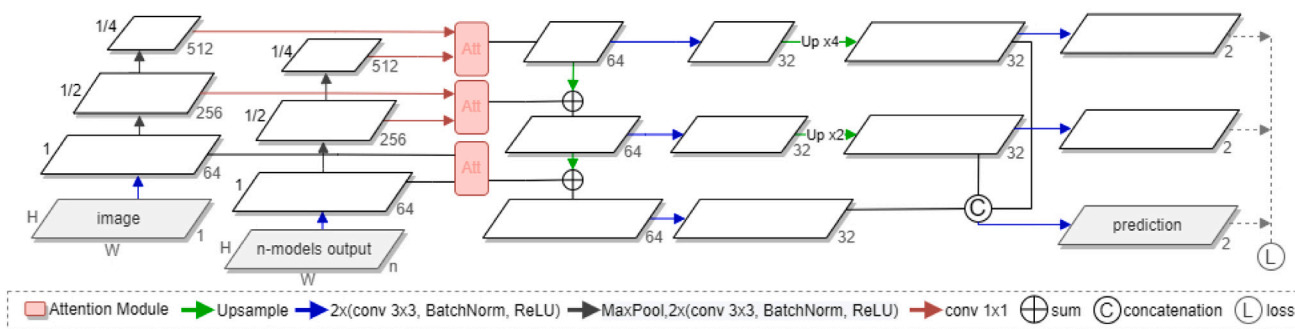 1/4
512
1/4
512
Att
64
32
Up x4
32
2
1/2
256
1/2
256
Att
1
64
64
32
Up x2
32
2
Att
1
64
H
image
W
1
64
32
C
prediction
2
H
n-models output
W
n
L
Attention Module
Upsample
2x(conv 3x3, BatchNorm, ReLU)
MaxPool,2x(conv 3x3, BatchNorm, ReLU)
conv 1x1
sum
C
concatenation
L
loss